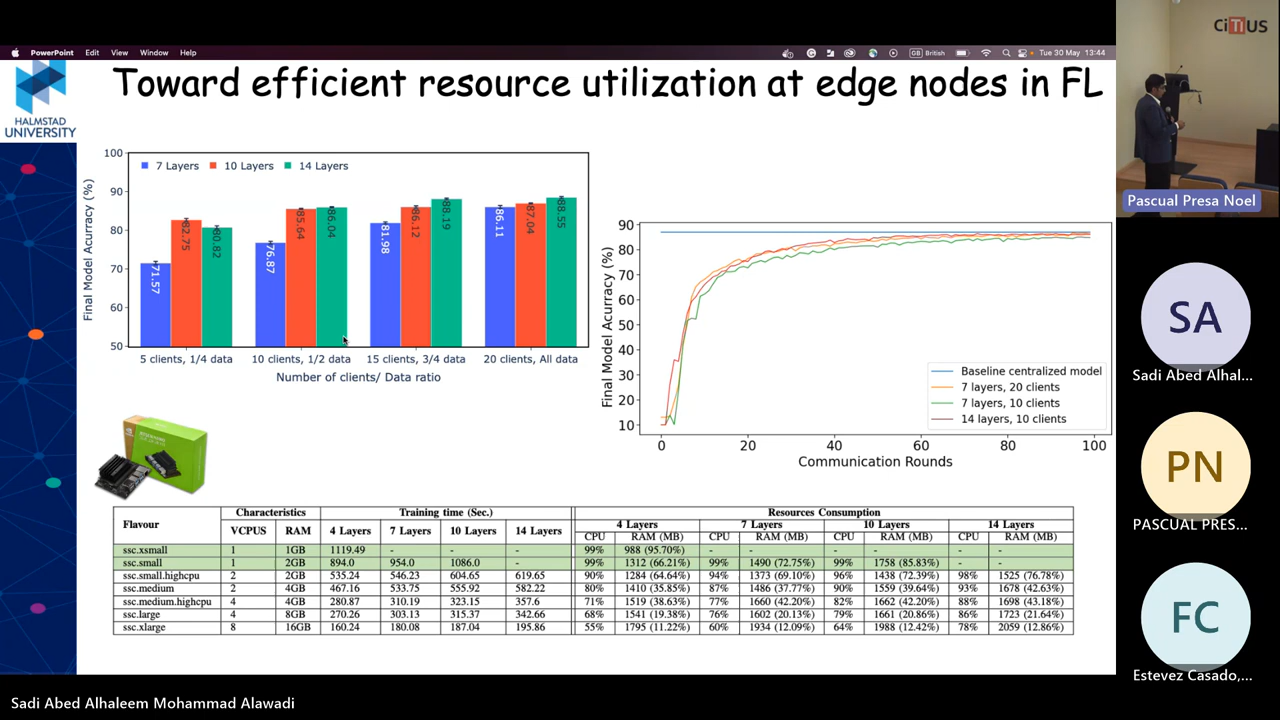 PowerPoint Edit View Window Help
British
Tue 30 May 13:44
CiTIUS
HALMSTAD
UNIVERSITY
Toward efficient resource utilization at edge nodes in FL
Pascual Presa Noel
7 Layers 10 Layers 14 Layers
Final Model Acurracy (%)
100
90
80
70
60
50
71.57 82.75 80.82 76.87 85.64 86.04 81.98 86.12 88.19 86.11 87.04 88.55
5 clients, 1/4 data 10 clients, 1/2 data 15 clients, 3/4 data 20 clients, All data
Number of clients/ Data ratio
Final Model Acurracy (%)
90
80
70
60
50
40
30
20
10
Baseline centralized model
7 layers, 20 clients
7 layers, 10 clients
14 layers, 10 clients
0 20 40 60 80 100
Communication Rounds
SA
Sadi Abed Alhal...
PN
PASCUAL PRES...
FC
Estevez Casado,...
Flavour Characteristics Training time (Sec.) Resources Consumption
4 Layers 7 Layers 10 Layers 14 Layers
VCPUS RAM 4 Layers 7 Layers 10 Layers 14 Layers CPU RAM (MB) CPU RAM (MB) CPU RAM (MB) CPU RAM (MB)
ssc.xsmall 1 1GB 1119.49 - - - 99% 988 (95.70%) - - - - - -
ssc.small 1 2GB 894.0 954.0 1086.0 - 99% 1312 (66.21%) 99% 1490 (72.75%) 99% 1758 (85.83%) - -
ssc.small.highcpu 2 2GB 535.24 546.23 604.65 619.65 90% 1284 (64.64%) 94% 1373 (69.10%) 96% 1438 (72.39%) 98% 1525 (76.78%)
ssc.medium 2 4GB 467.16 533.75 555.92 582.22 80% 1410 (35.85%) 87% 1486 (37.77%) 90% 1559 (39.64%) 93% 1678 (42.63%)
ssc.medium.highcpu 4 4GB 280.87 310.19 323.15 357.6 71% 1519 (38.63%) 77% 1660 (42.20%) 82% 1662 (42.20%) 88% 1698 (43.18%)
ssc.large 4 8GB 270.26 303.13 315.37 342.66 68% 1541 (19.38%) 76% 1602 (20.13%) 79% 1661 (20.86%) 86% 1723 (21.64%)
ssc.xlarge 8 16GB 160.24 180.08 187.04 195.86 55% 1795 (11.22%) 60% 1934 (12.09%) 64% 1988 (12.42%) 78% 2059 (12.86%)
Sadi Abed Alhaleem Mohammad Alawadi